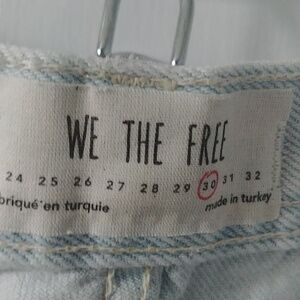 WE THE FREE
24 25 26 27 28 29 30 31 32
briqué en turquie made in turkey